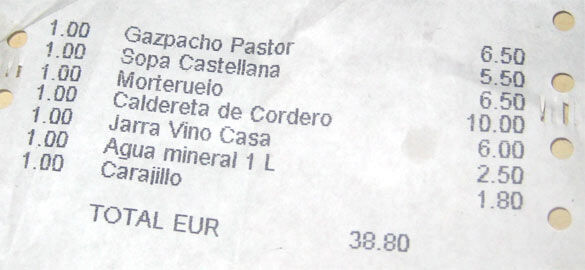 1.00 Gazpacho Pastor 6.50
1.00 Sopa Castellana 5.50
1.00 Morteruelo 6.50
1.00 Caldereta de Cordero 10.00
1.00 Jarra Vino Casa 6.00
1.00 Agua mineral 1 L 2.50
1.00 Carajillo 1.80
TOTAL EUR 38.80